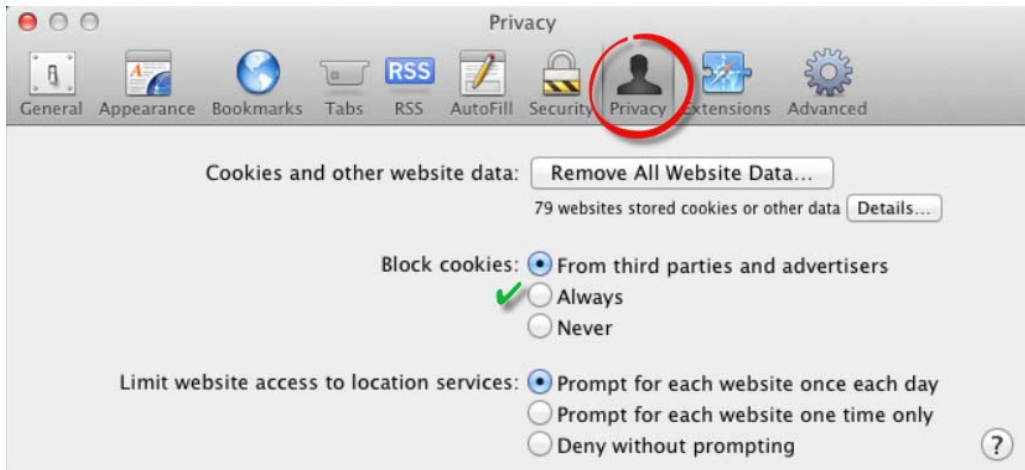 Privacy
General Appearance Bookmarks Tabs RSS AutoFill Security Privacy Extensions Advanced
RSS
Cookies and other website data: Remove All Website Data...
79 websites stored cookies or other data Details...
Block cookies: From third parties and advertisers
Always
Never
Limit website access to location services: Prompt for each website once each day
Prompt for each website one time only
Deny without prompting ?